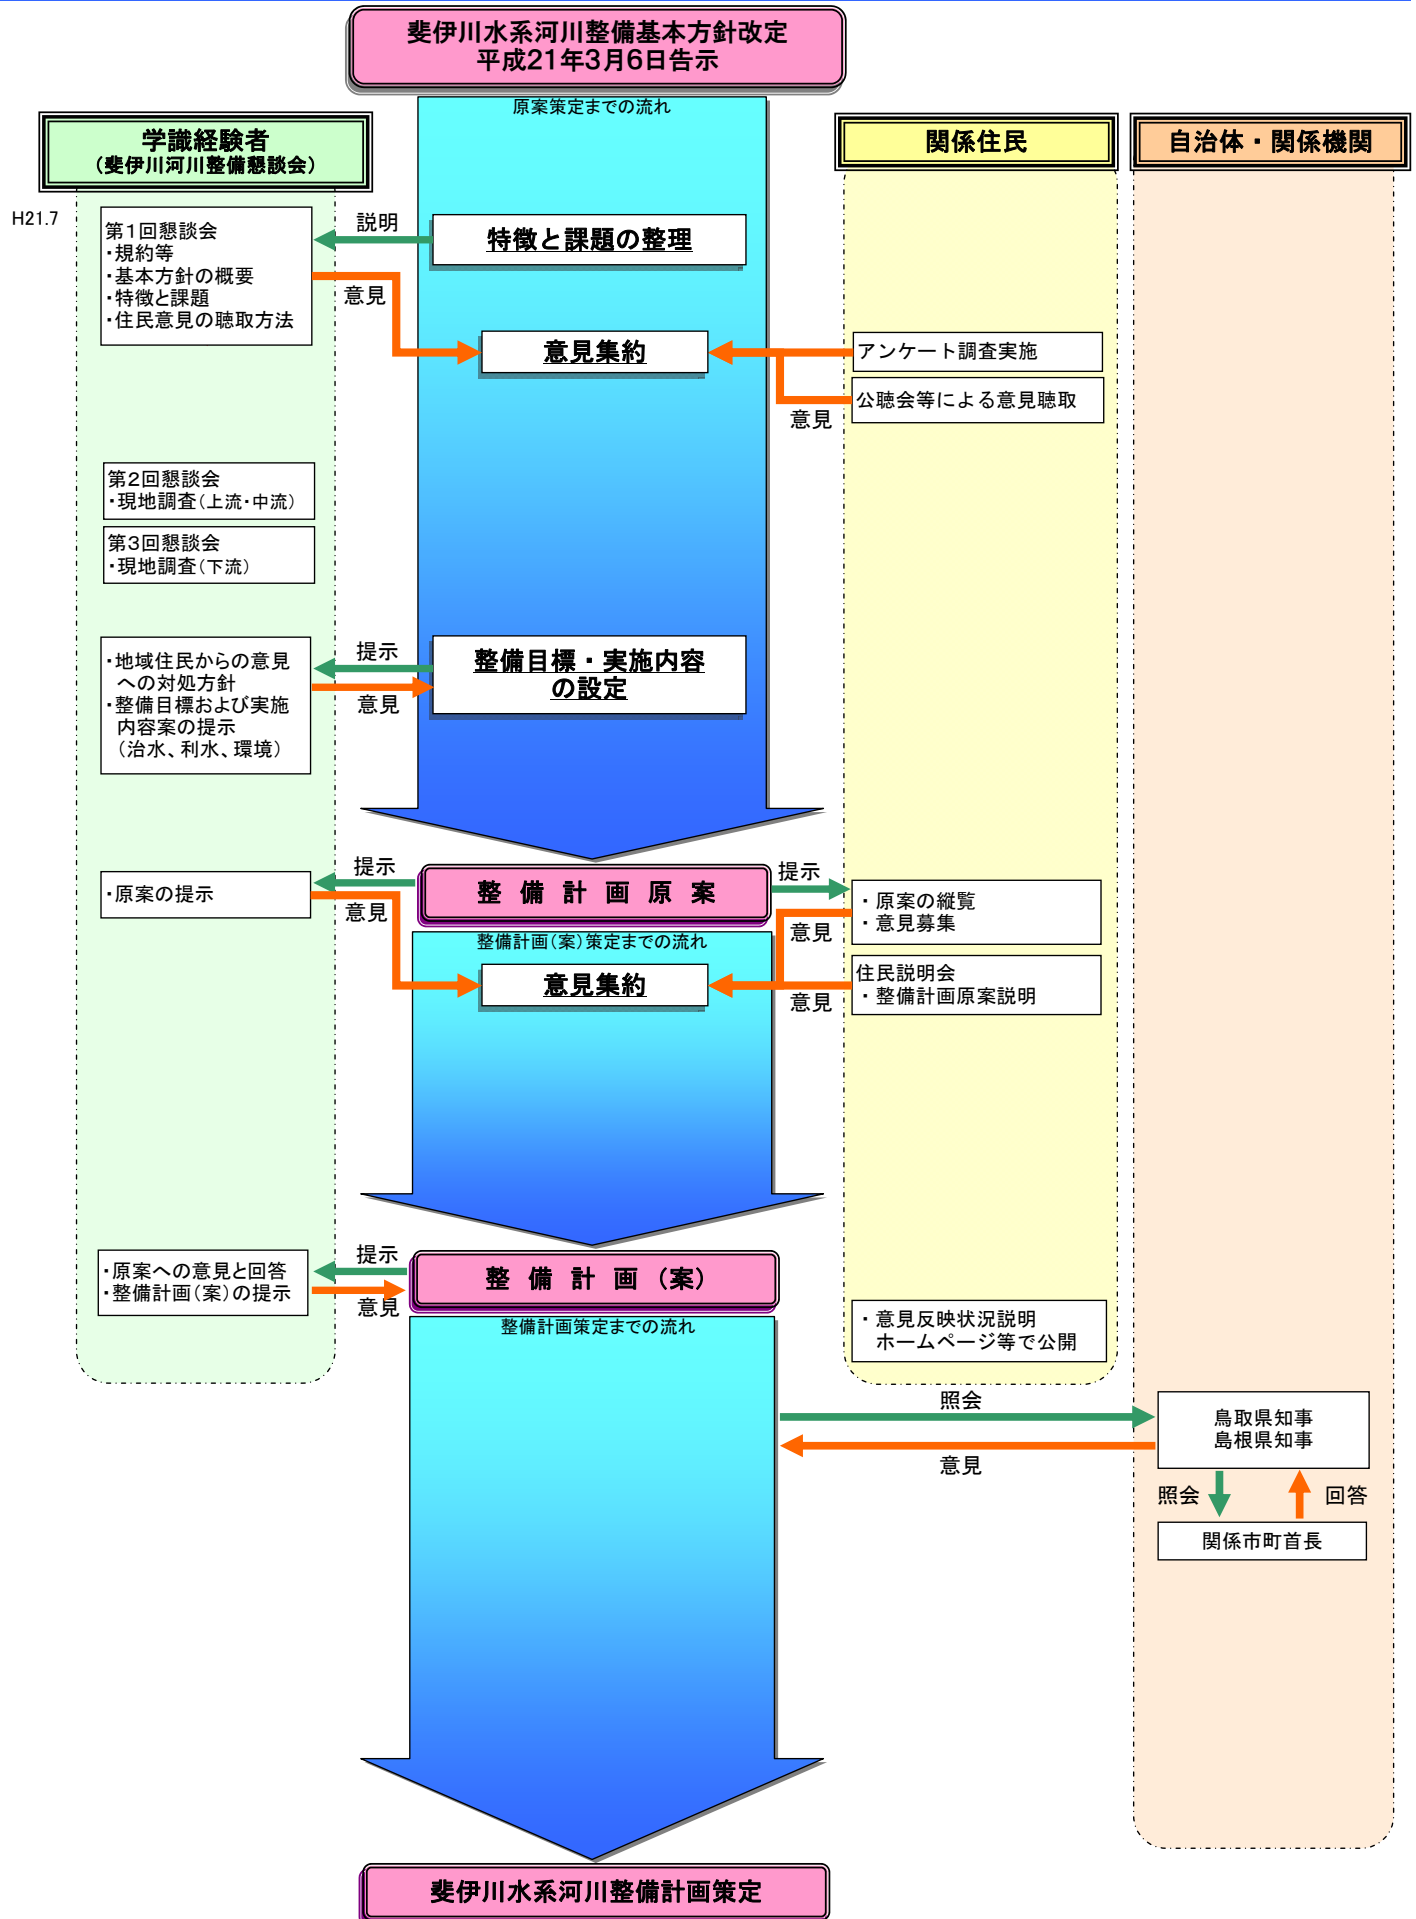 斐伊川水系河川整備基本方針改定
平成21年3月6日告示
原案策定までの流れ
学識経験者
(斐伊川河川整備懇談会)
関係住民
自治体・関係機関
H21.7
第1回懇談会
・規約等
・基本方針の概要
・特徴と課題
・住民意見の聴取方法
説明
特徴と課題の整理
意見
意見集約
アンケート調査実施
公聴会等による意見聴取
意見
第2回懇談会
・現地調査(上流・中流)
第3回懇談会
・現地調査(下流)
・地域住民からの意見
への対処方針
・整備目標および実施
内容案の提示
(治水、利水、環境)
提示
意見
整備目標・実施内容
の設定
・原案の提示
提示
意見
整備計画原案
提示
・原案の縦覧
・意見募集
意見
整備計画(案)策定までの流れ
意見集約
住民説明会
・整備計画原案説明
意見
・原案への意見と回答
・整備計画(案)の提示
提示
意見
整備計画(案)
整備計画策定までの流れ
・意見反映状況説明
ホームページ等で公開
照会
意見
鳥取県知事
島根県知事
照会
回答
関係市町首長
斐伊川水系河川整備計画策定